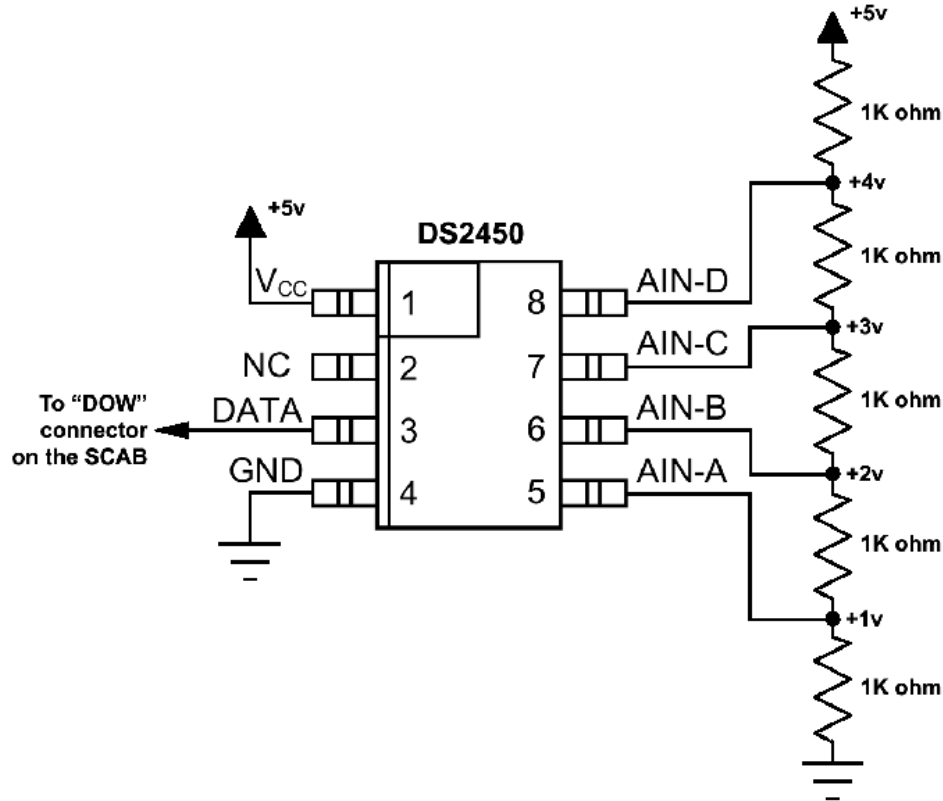 +5v
1K ohm
+4v
+5v
DS2450
1K ohm
VCC
1
8
AIN-D
+3v
NC
2
7
AIN-C
1K ohm
To “DOW”
connector
on the SCAB
DATA
3
6
AIN-B
+2v
GND
4
5
AIN-A
1K ohm
+1v
1K ohm